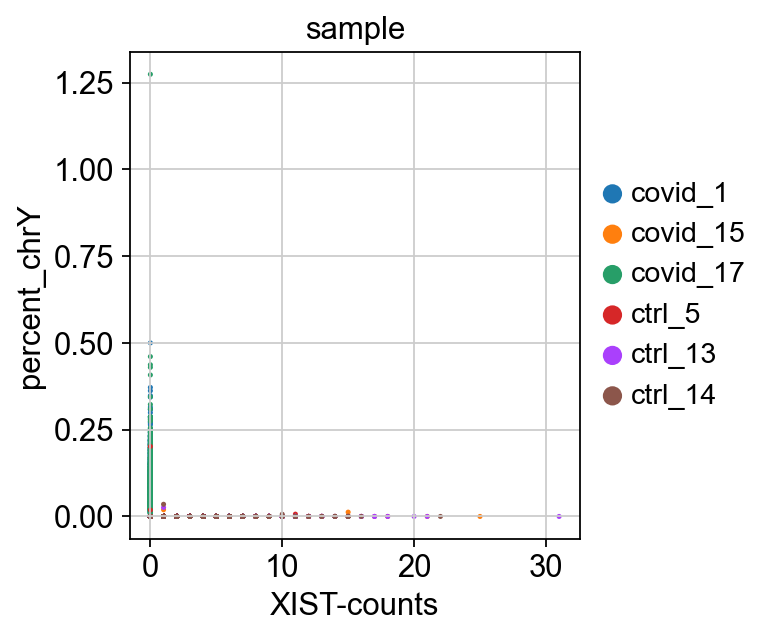 sample
percent_chrY
1.25
1.00
0.75
0.50
0.25
0.00
0
10
20
30
XIST-counts
covid_1
covid_15
covid_17
ctrl_5
ctrl_13
ctrl_14